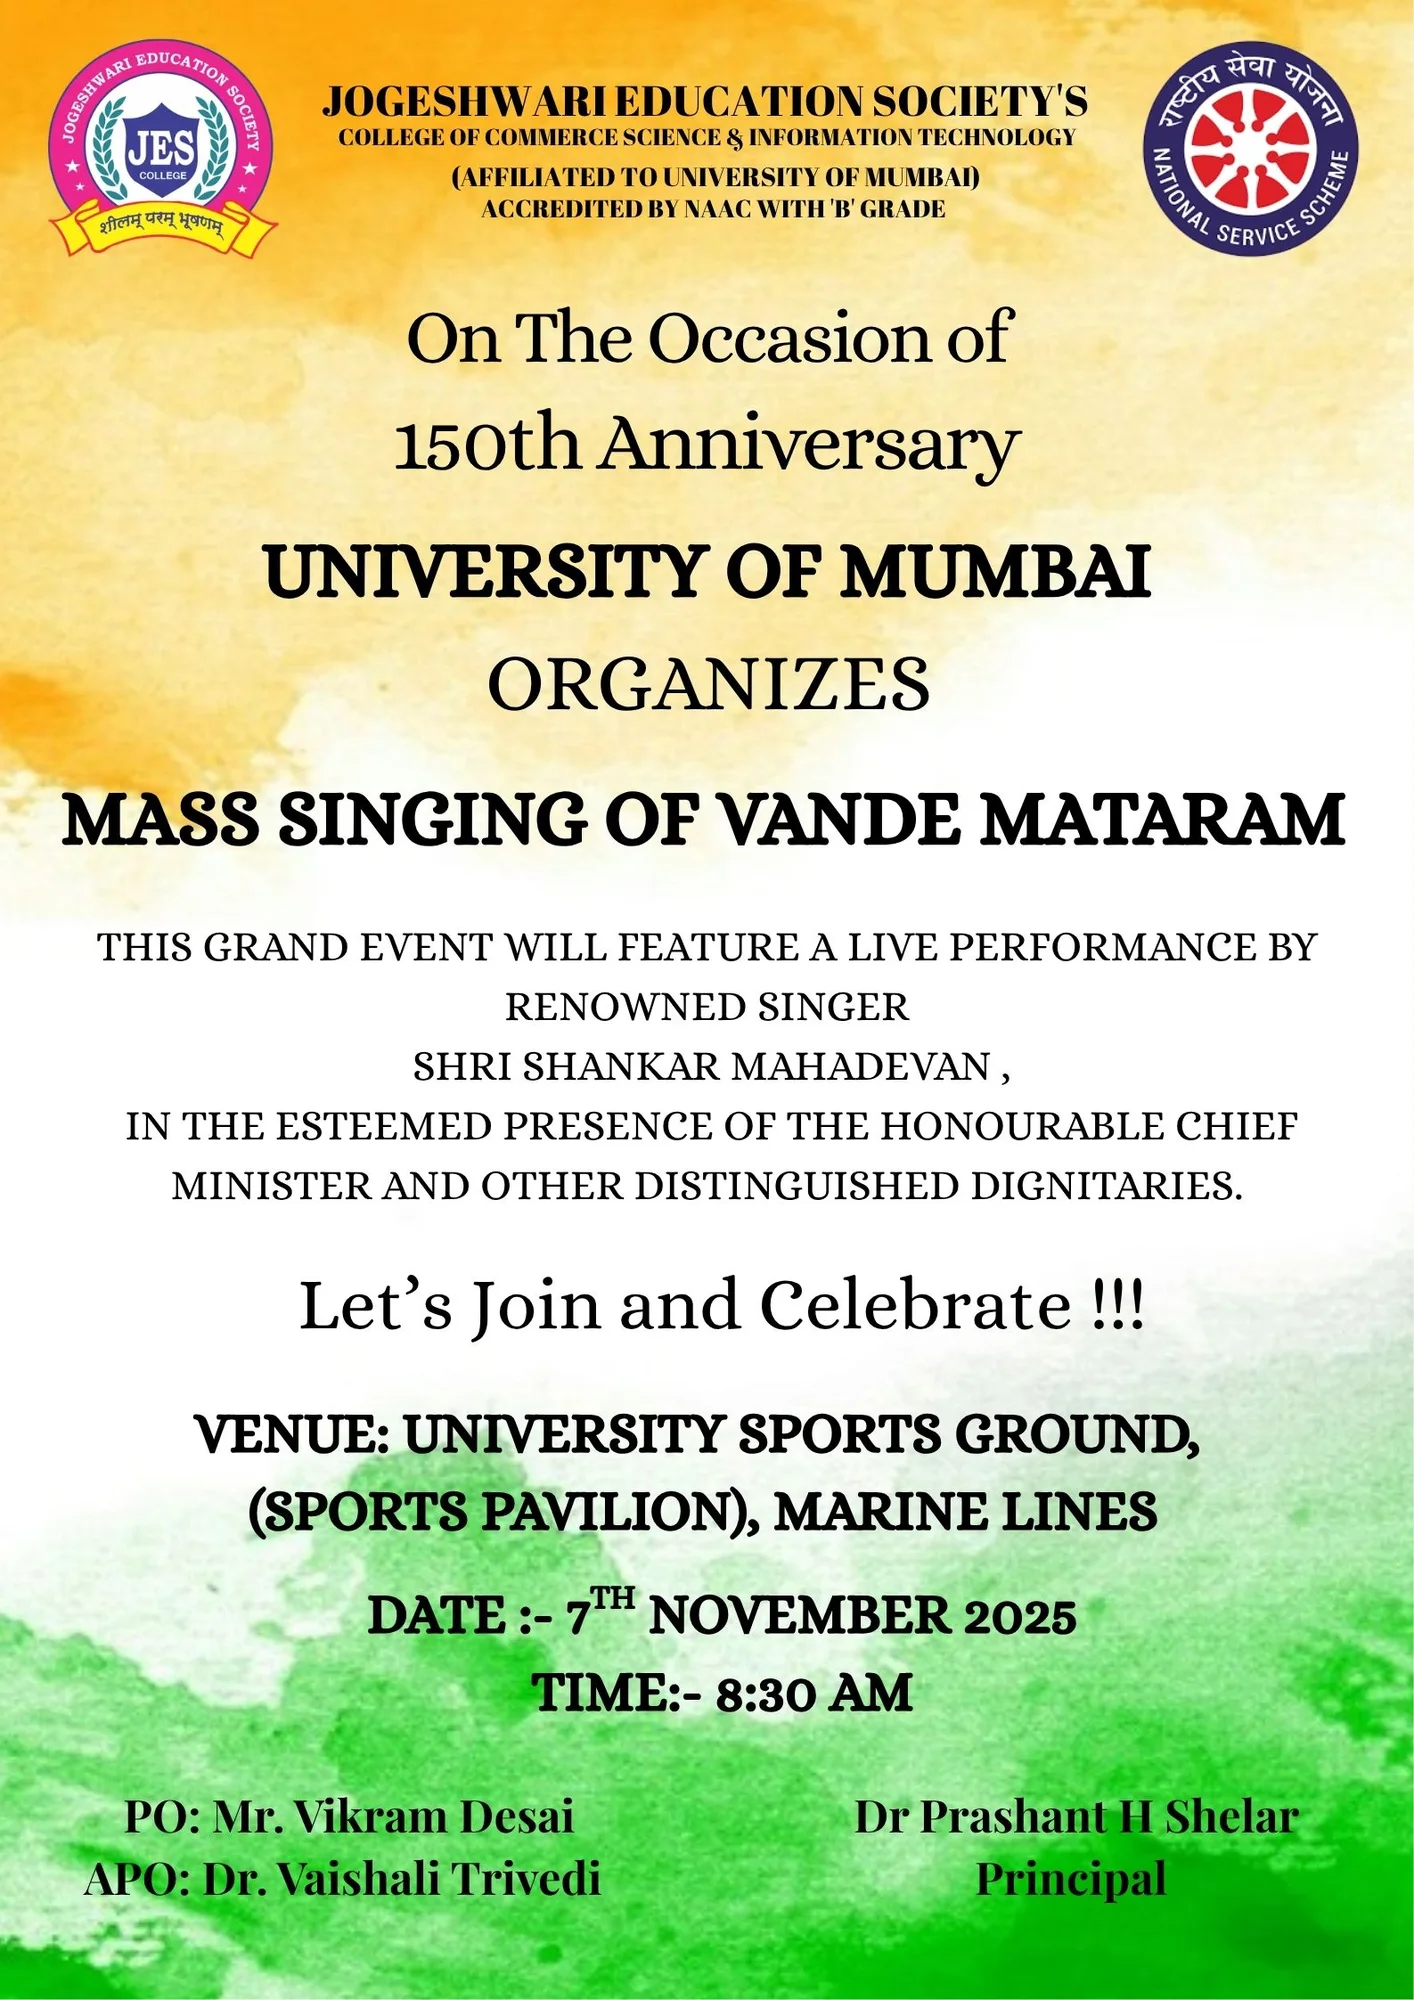 JOGESHWARI EDUCATION SOCIETY
JES
COLLEGE
शीलम् परम् भूषणम्
JOGESHWARI EDUCATION SOCIETY'S
COLLEGE OF COMMERCE SCIENCE & INFORMATION TECHNOLOGY
(AFFILIATED TO UNIVERSITY OF MUMBAI)
ACCREDITED BY NAAC WITH 'B' GRADE
राष्ट्रीय सेवा योजना
NATIONAL SERVICE SCHEME
On The Occasion of
150th Anniversary
UNIVERSITY OF MUMBAI
ORGANIZES
MASS SINGING OF VANDE MATARAM
THIS GRAND EVENT WILL FEATURE A LIVE PERFORMANCE BY
RENOWNED SINGER
SHRI SHANKAR MAHADEVAN ,
IN THE ESTEEMED PRESENCE OF THE HONOURABLE CHIEF
MINISTER AND OTHER DISTINGUISHED DIGNITARIES.
Let’s Join and Celebrate !!!
VENUE: UNIVERSITY SPORTS GROUND,
(SPORTS PAVILION), MARINE LINES
DATE :- 7TH NOVEMBER 2025
TIME:- 8:30 AM
PO: Mr. Vikram Desai
APO: Dr. Vaishali Trivedi
Dr Prashant H Shelar
Principal